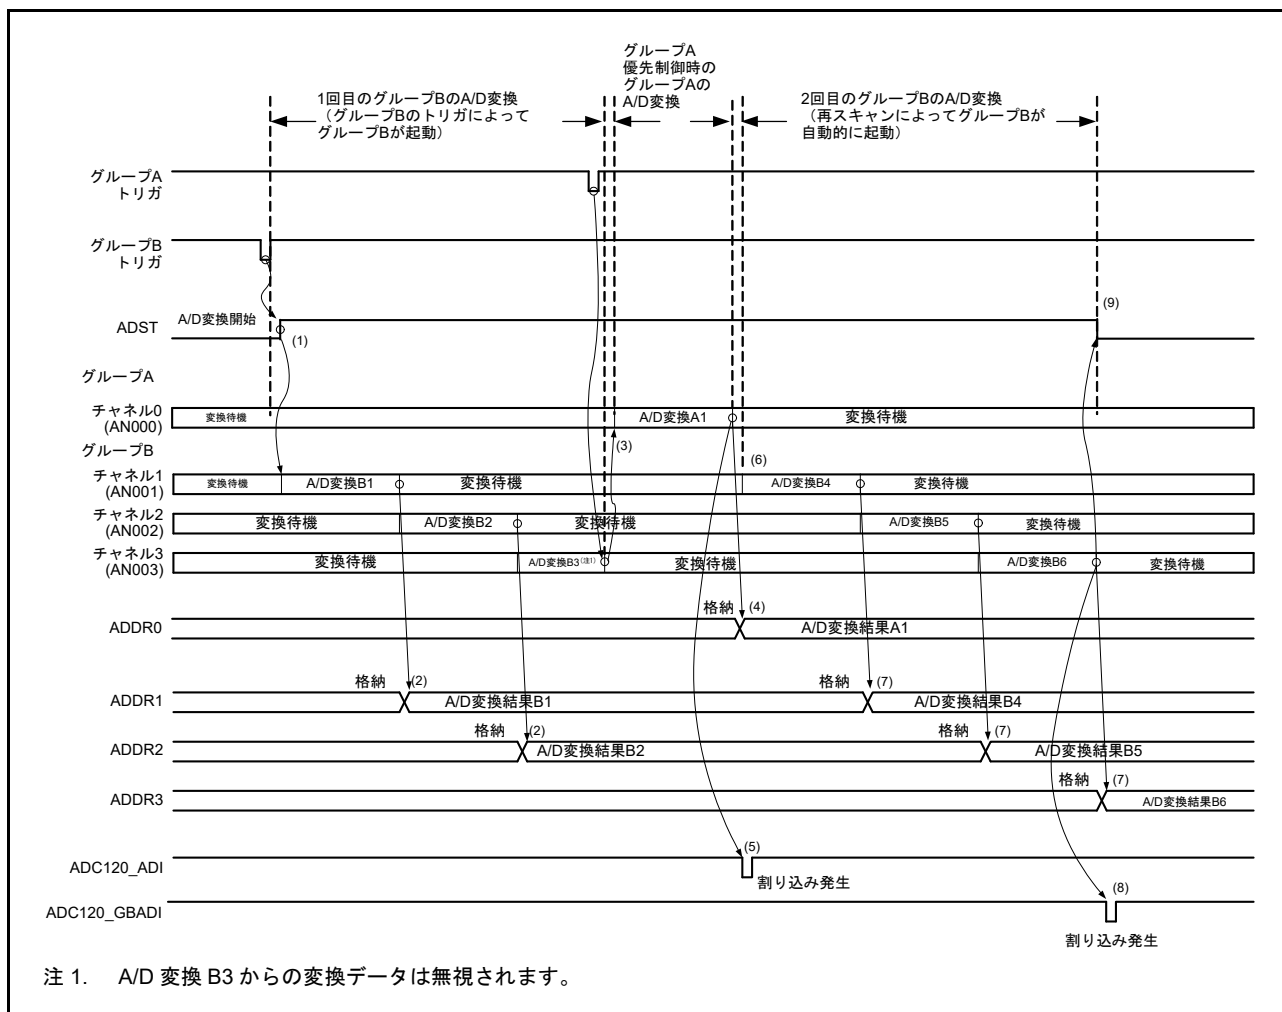 グループA
優先制御時の
グループAの
A/D変換
1回目のグループBのA/D変換
（グループBのトリガによって
グループBが起動）
2回目のグループBのA/D変換
（再スキャンによってグループBが
自動的に起動）
グループA
トリガ
グループB
トリガ
ADST
A/D変換開始
(1)
(9)
グループA
チャネル0
(AN000)
変換待機
A/D変換A1
変換待機
グループB
(3)
(6)
チャネル1
(AN001)
変換待機
A/D変換B1
変換待機
A/D変換B4
変換待機
チャネル2
(AN002)
変換待機
A/D変換B2
変換待機
A/D変換B5
変換待機
チャネル3
(AN003)
変換待機
A/D変換B3(注1)
変換待機
A/D変換B6
変換待機
ADDR0
格納
(4)
A/D変換結果A1
ADDR1
格納
(2)
A/D変換結果B1
格納
(7)
A/D変換結果B4
ADDR2
格納
(2)
A/D変換結果B2
格納
(7)
A/D変換結果B5
ADDR3
格納
(7)
A/D変換結果B6
ADC120_ADI
(5)
割り込み発生
ADC120_GBADI
(8)
割り込み発生
注 1. A/D 変換 B3 からの変換データは無視されます。